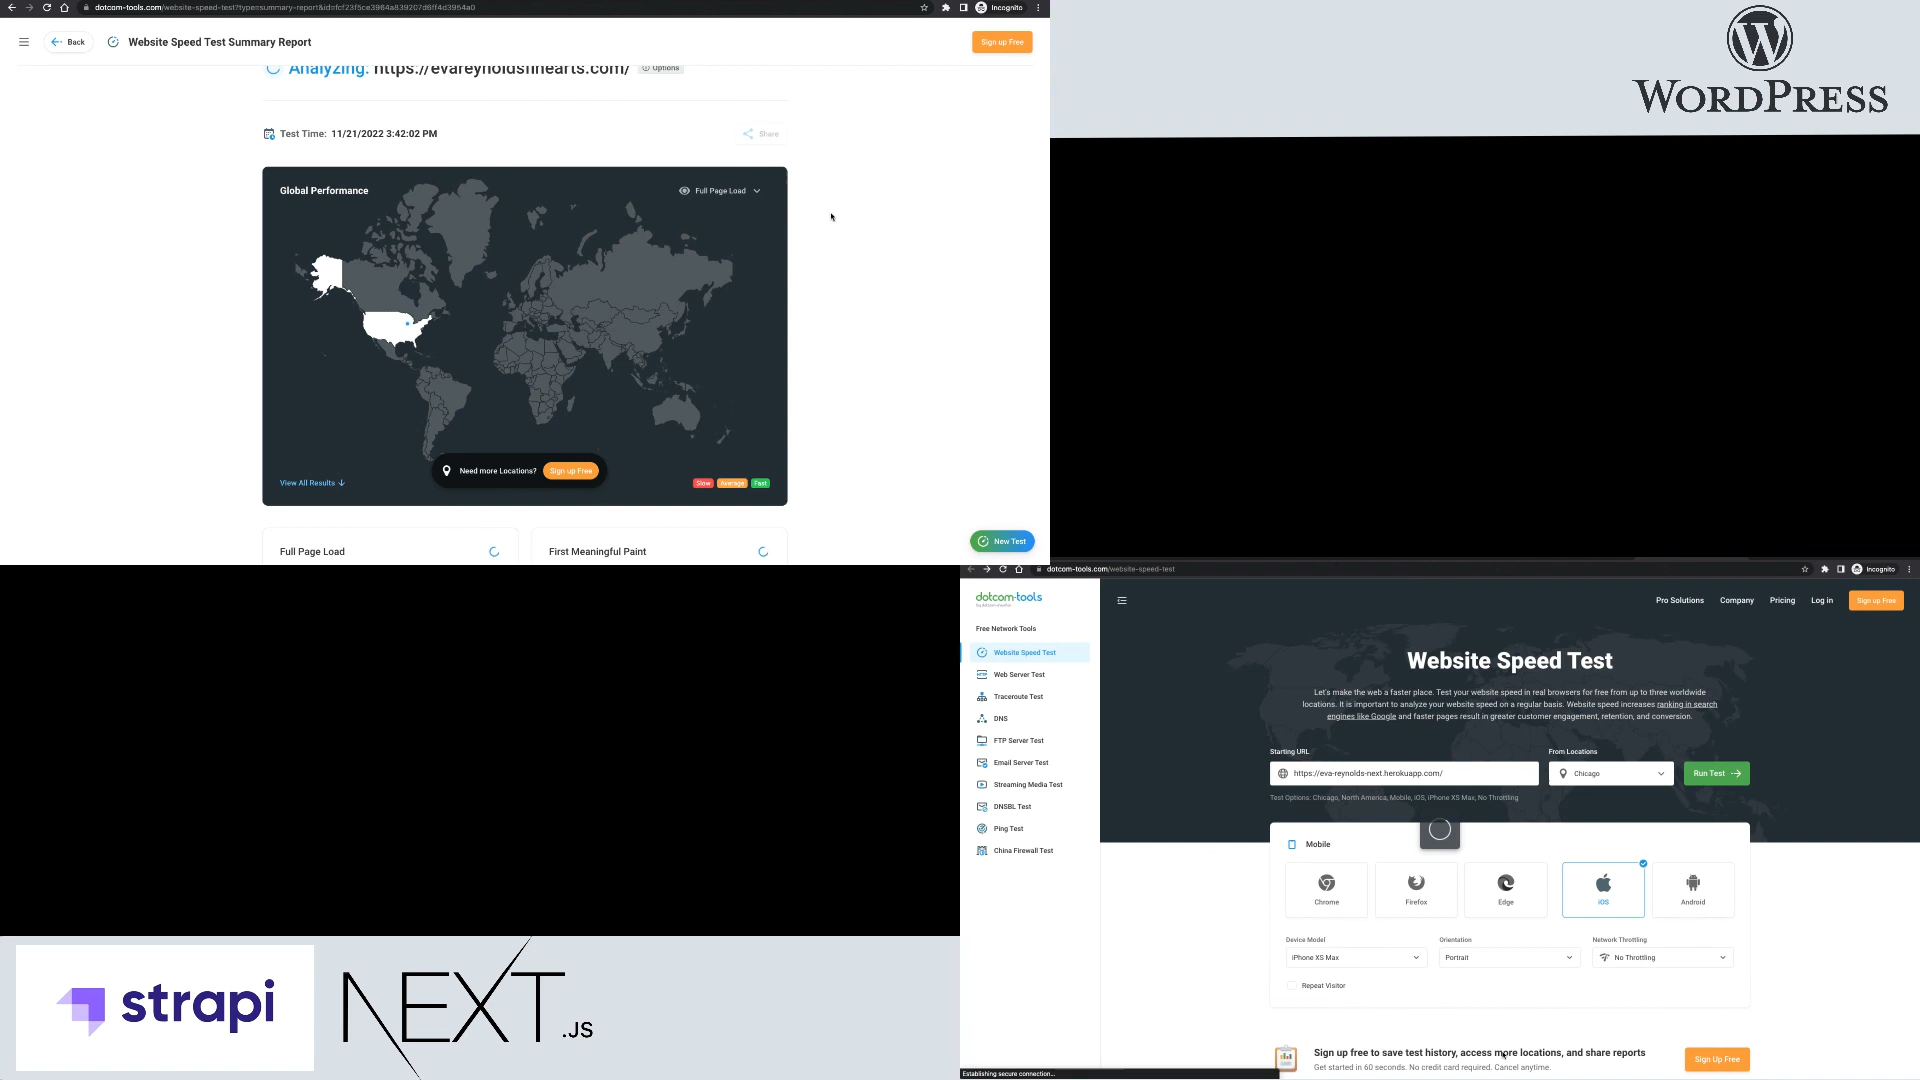 dotcom-tools.com/website-speed-test?type=summary-report&id=fcf23f5ce3964a839207d6ff4d3954a0
Incognito
Back
Website Speed Test Summary Report
Sign up Free
Analyzing: https://evareynoldsfinearts.com/
Options
Test Time: 11/21/2022 3:42:02 PM
Share
Global Performance
Full Page Load
Need more Locations?
Sign up Free
View All Results
Slow
Average
Fast
Full Page Load
First Meaningful Paint
New Test
WORDPRESS
dotcom-tools.com/website-speed-test
Incognito
dotcom-tools
Free Network Tools
Website Speed Test
Web Server Test
Traceroute Test
DNS
FTP Server Test
Email Server Test
Streaming Media Test
DNSBL Test
Ping Test
China Firewall Test
Pro Solutions
Company
Pricing
Log in
Sign up Free
Website Speed Test
Let's make the web a faster place. Test your website speed in real browsers for free from up to three worldwide
locations. It is important to analyze your website speed on a regular basis. Website speed increases ranking in search
engines like Google and faster pages result in greater customer engagement, retention, and conversion.
Starting URL
From Locations
https://eva-reynolds-next.herokuapp.com/
Chicago
Run Test
Test Options: Chicago, North America, Mobile, iOS, iPhone XS Max, No Throttling
Mobile
Chrome
Firefox
Edge
iOS
Android
Device Model
Orientation
Network Throttling
iPhone XS Max
Portrait
No Throttling
Repeat Visitor
Sign up free to save test history, access more locations, and share reports
Get started in 60 seconds. No credit card required. Cancel anytime.
Sign Up Free
Establishing secure connection...
strapi
NEXT.JS